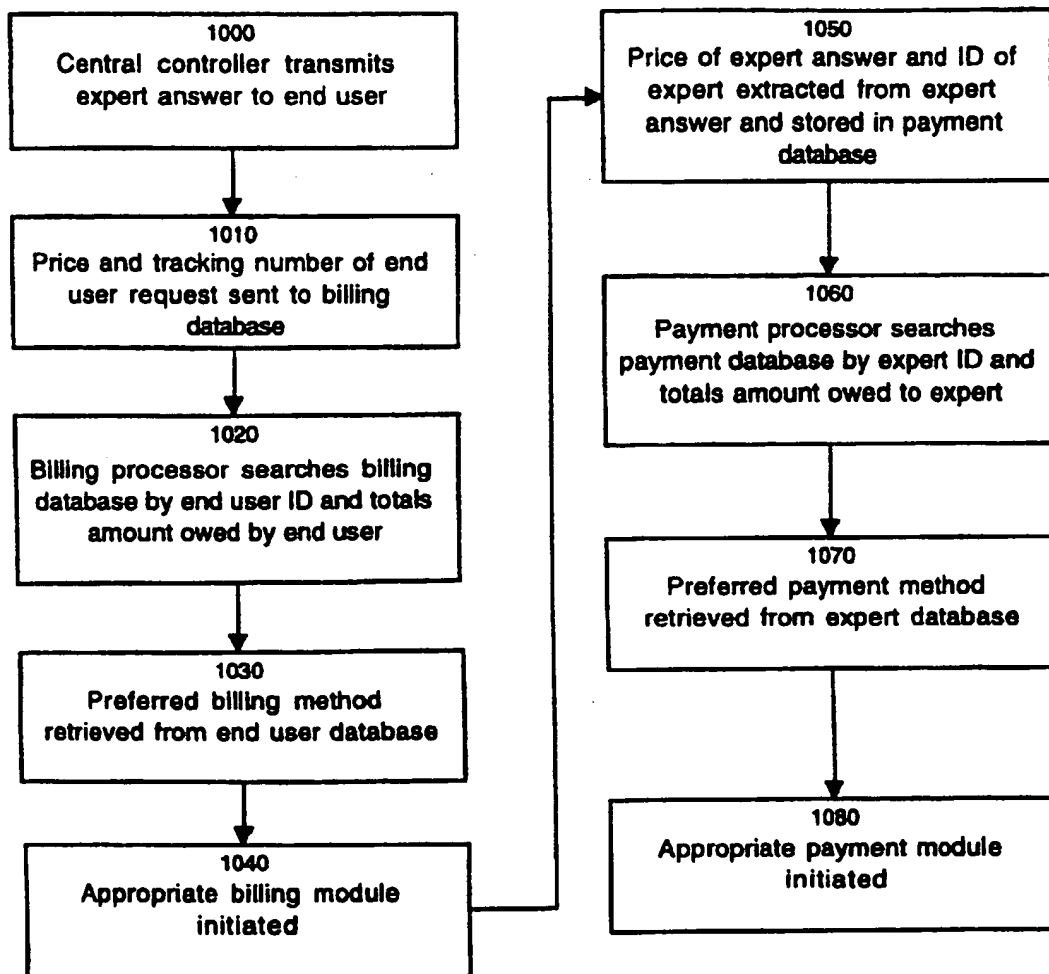 1000
Central controller transmits
expert answer to end user
1010
Price and tracking number of end
user request sent to billing
database
1020
Billing processor searches billing
database by end user ID and totals
amount owed by end user
1030
Preferred billing method
retrieved from end user database
1040
Appropriate billing module
initiated
1050
Price of expert answer and ID of
expert extracted from expert
answer and stored in payment
database
1060
Payment processor searches
payment database by expert ID and
totals amount owed to expert
1070
Preferred payment method
retrieved from expert database
1080
Appropriate payment module
initiated